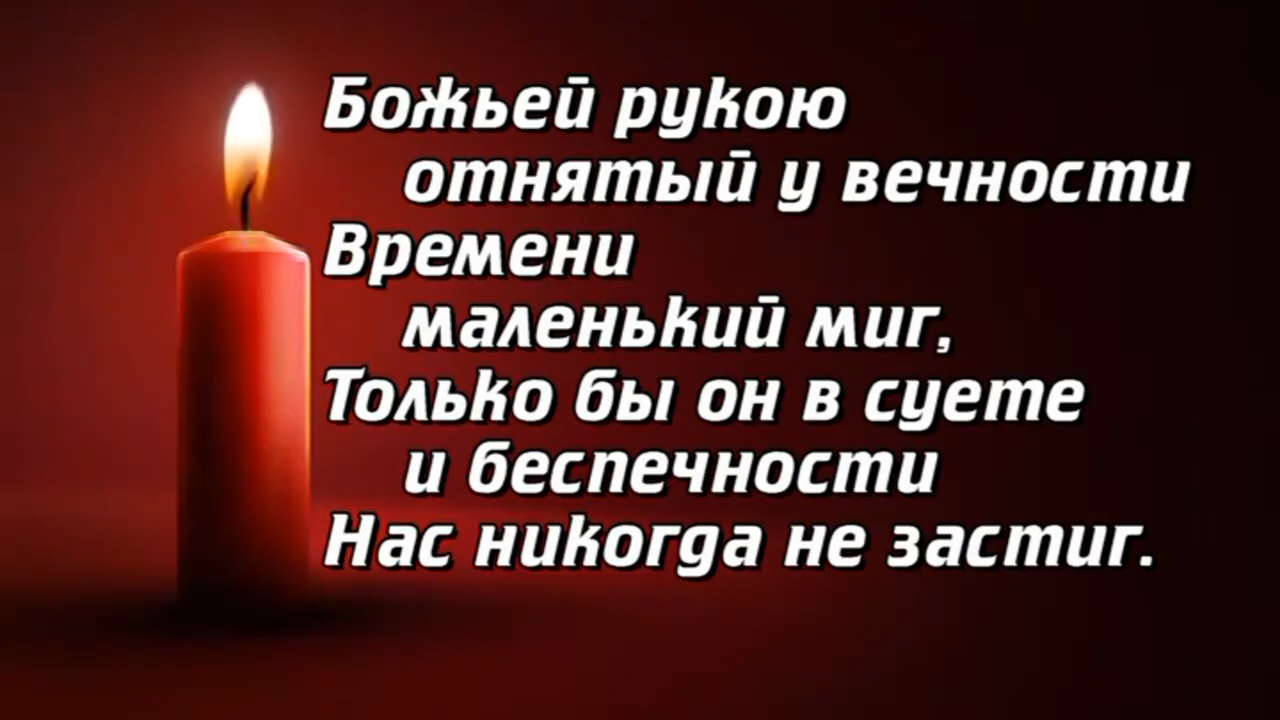 Божьей рукою
отнятый у вечности
Времени
маленький миг,
Только бы он в суете
и беспечности
Нас никогда не застиг.